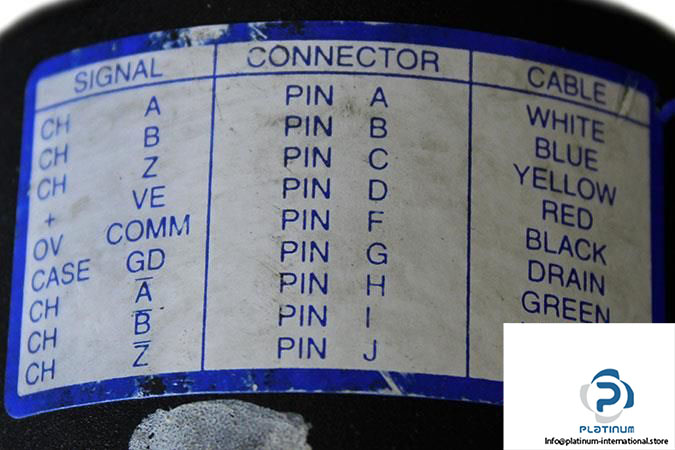 SIGNAL CONNECTOR CABLE
CH A PIN A WHITE
CH B PIN B BLUE
CH Z PIN C YELLOW
+ VE PIN D RED
OV COMM PIN F BLACK
CASE GD PIN G DRAIN
CH A̅ PIN H GREEN
CH B̅ PIN I
CH Z̅ PIN J
PLATINUM
Info@platinum-international.store